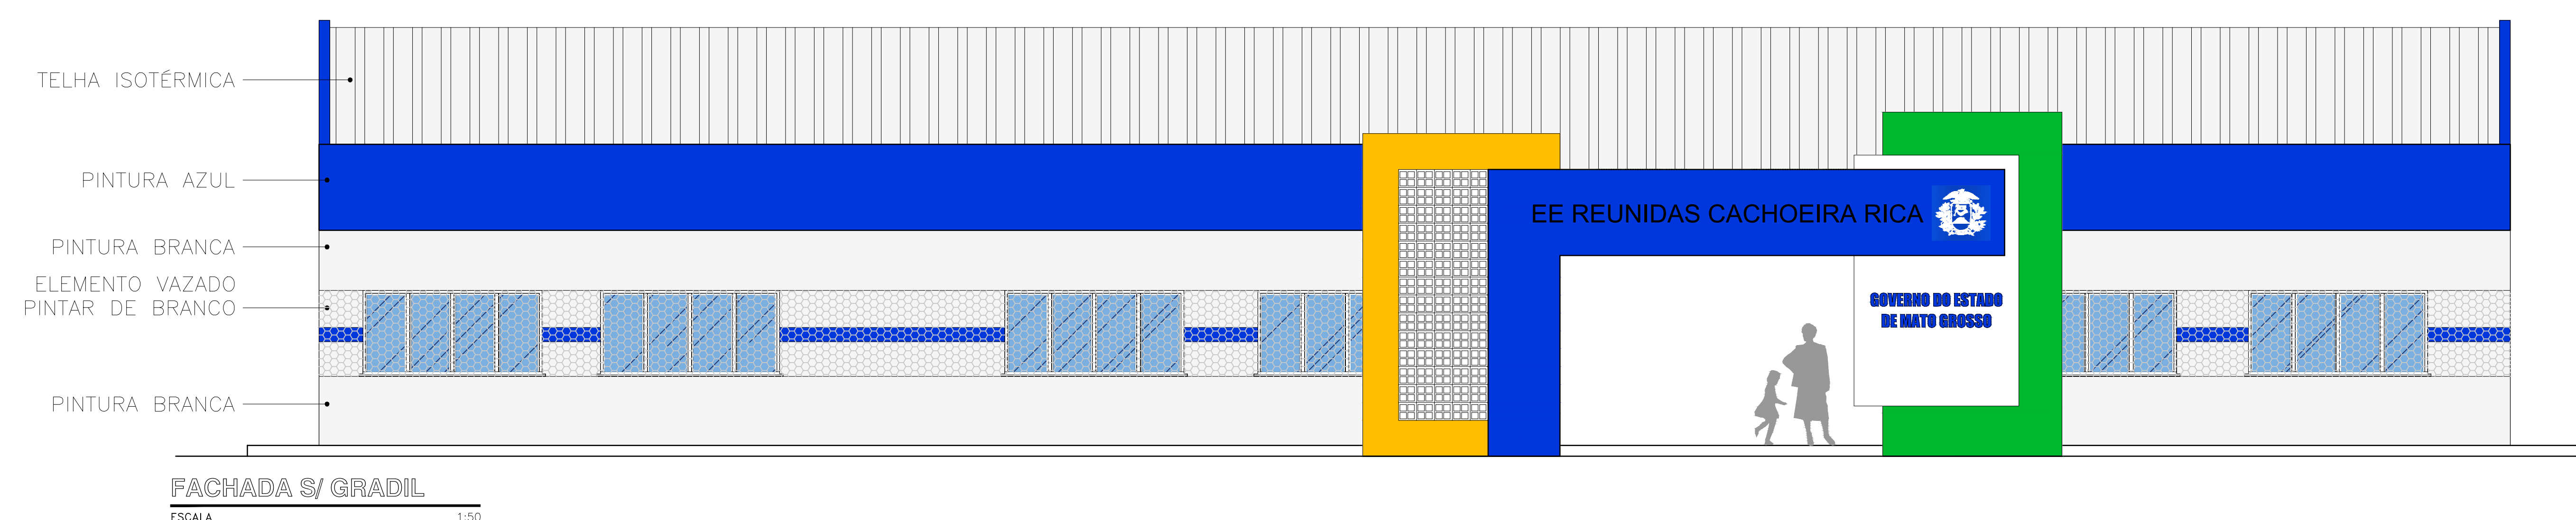 TELHA ISOTÉRMICA
PINTURA AZUL
PINTURA BRANCA
ELEMENTO VAZADO
PINTAR DE BRANCO
PINTURA BRANCA
EE REUNIDAS CACHOEIRA RICA
GOVERNO DO ESTADO
DE MATO GROSSO
FACHADA S/ GRADIL
ESCALA 1:50